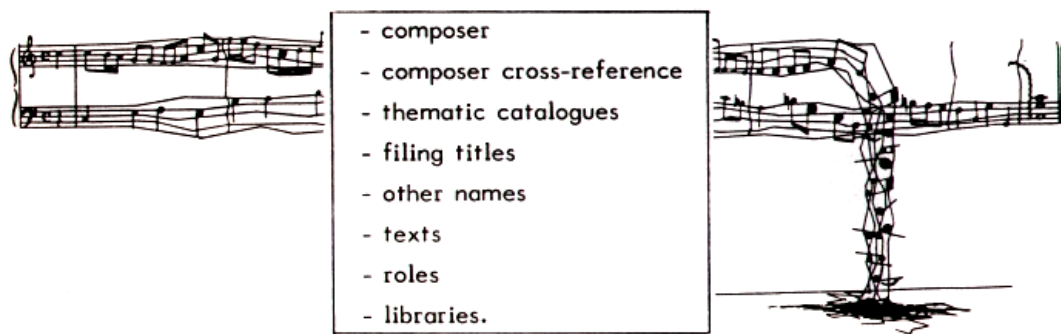 - composer
- composer cross-reference
- thematic catalogues
- filing titles
- other names
- texts
- roles
- libraries.